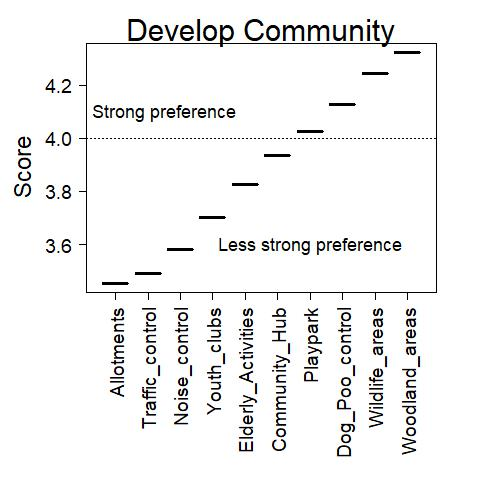 Develop Community
4.2
4.0
3.8
3.6
Score
Strong preference
Less strong preference
Allotments
Traffic_control
Noise_control
Youth_clubs
Elderly_Activities
Community_Hub
Playpark
Dog_Poo_control
Wildlife_areas
Woodland_areas